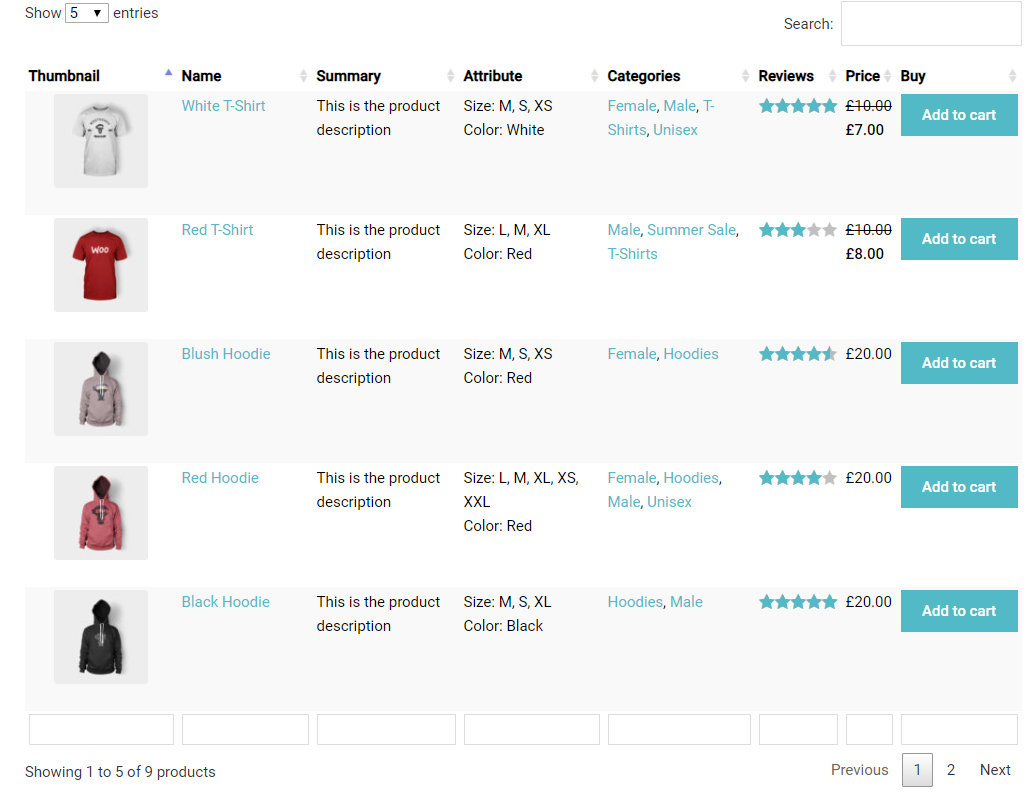 Show 5 entries
Search:
Thumbnail Name Summary Attribute Categories Reviews Price Buy
White T-Shirt This is the product Size: M, S, XS Female, Male, T- £10.00 Add to cart
description Color: White Shirts, Unisex £7.00
WOO
Red T-Shirt This is the product Size: L, M, XL Male, Summer Sale, £10.00 Add to cart
description Color: Red T-Shirts £8.00
Blush Hoodie This is the product Size: M, S, XS Female, Hoodies £20.00 Add to cart
description Color: Red
Red Hoodie This is the product Size: L, M, XL, XS, Female, Hoodies, £20.00 Add to cart
description XXL Male, Unisex
Color: Red
Black Hoodie This is the product Size: M, S, XL Hoodies, Male £20.00 Add to cart
description Color: Black
Showing 1 to 5 of 9 products
Previous 1 2 Next